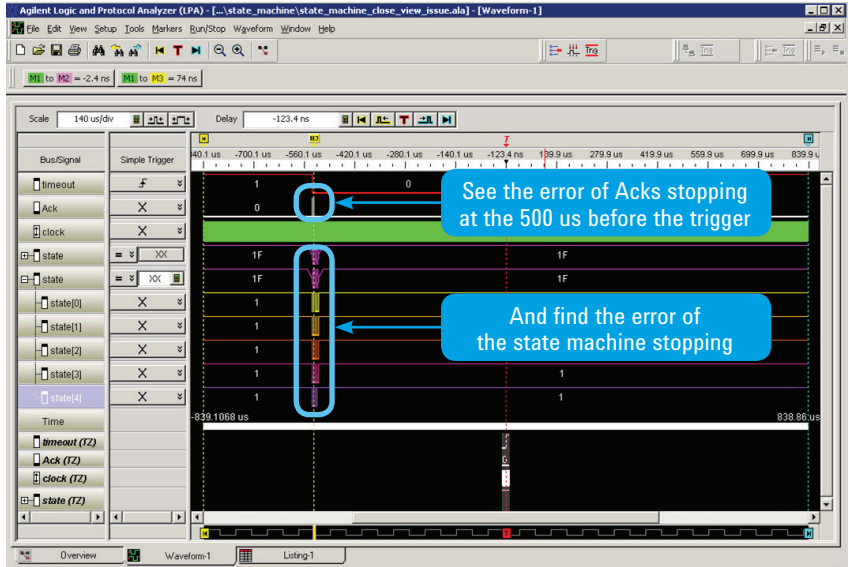 Agilent Logic and Protocol Analyzer (LPA) - [...\state_machine\state_machine_close_view_issue.ala] - [Waveform-1]
File Edit View Setup Tools Markers Run/Stop Waveform Window Help
M1 to M2 = -2.4 ns M1 to M3 = 74 ns
Scale 140 us/div Delay -123.4 ns T
M3
Bus/Signal Simple Trigger 40.1 us -700.1 us -560.1 us -420.1 us -280.1 us -140.1 us -123.4 ns 139.9 us 279.9 us 419.9 us 559.9 us 699.9 us 839.9 u
timeout 1 0
Ack X 0
See the error of Acks stopping
at the 500 us before the trigger
clock X
state = XX 1F 1F
state = XX 1F 1F
state[0] X 1
state[1] X 1
And find the error of
the state machine stopping
state[2] X 1
state[3] X 1 1
state[4] X 1 1
Time -839.1068 us 838.86 us
timeout (TZ)
Ack (TZ)
clock (TZ)
state (TZ)
Overview Waveform-1 Listing-1